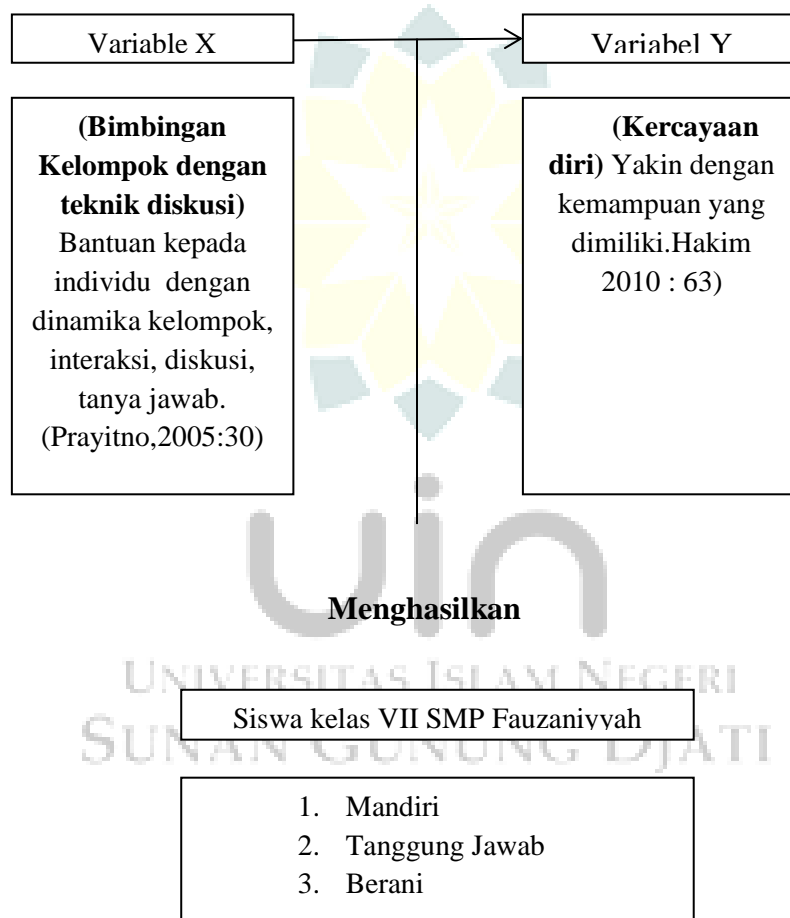 Variable X
Variabel Y
(Bimbingan
Kelompok dengan
teknik diskusi)
Bantuan kepada
individu dengan
dinamika kelompok,
interaksi, diskusi,
tanya jawab.
(Prayitno,2005:30)
(Kercayaan
diri) Yakin dengan
kemampuan yang
dimiliki.Hakim
2010 : 63)
uin
Menghasilkan
UNIVERSITAS ISLAM NEGERI
SUNAN GUNUNG DJATI
Siswa kelas VII SMP Fauzaniyyah
1. Mandiri
2. Tanggung Jawab
3. Berani